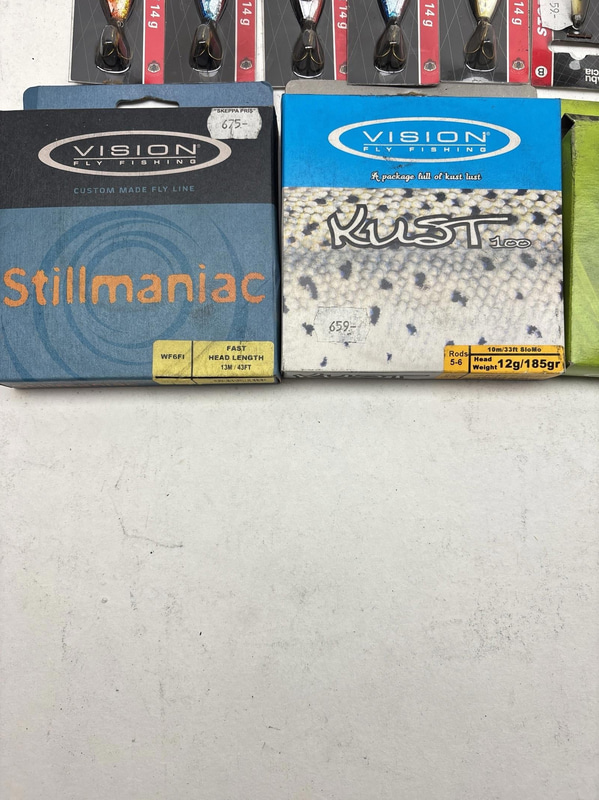 14 g
14 g
14 g
14 g
14 g
59-
B
"SKEPPA PRIS"
675-
VISION
FLY FISHING
CUSTOM MADE FLY LINE
Stillmaniac
WF6FI
FAST
HEAD LENGTH
13M / 43FT
VISION
FLY FISHING
A package full of kust lust
KUST 100
659-
Rods
5-6
10m/33ft SloMo
Head
Weight 12g/185gr